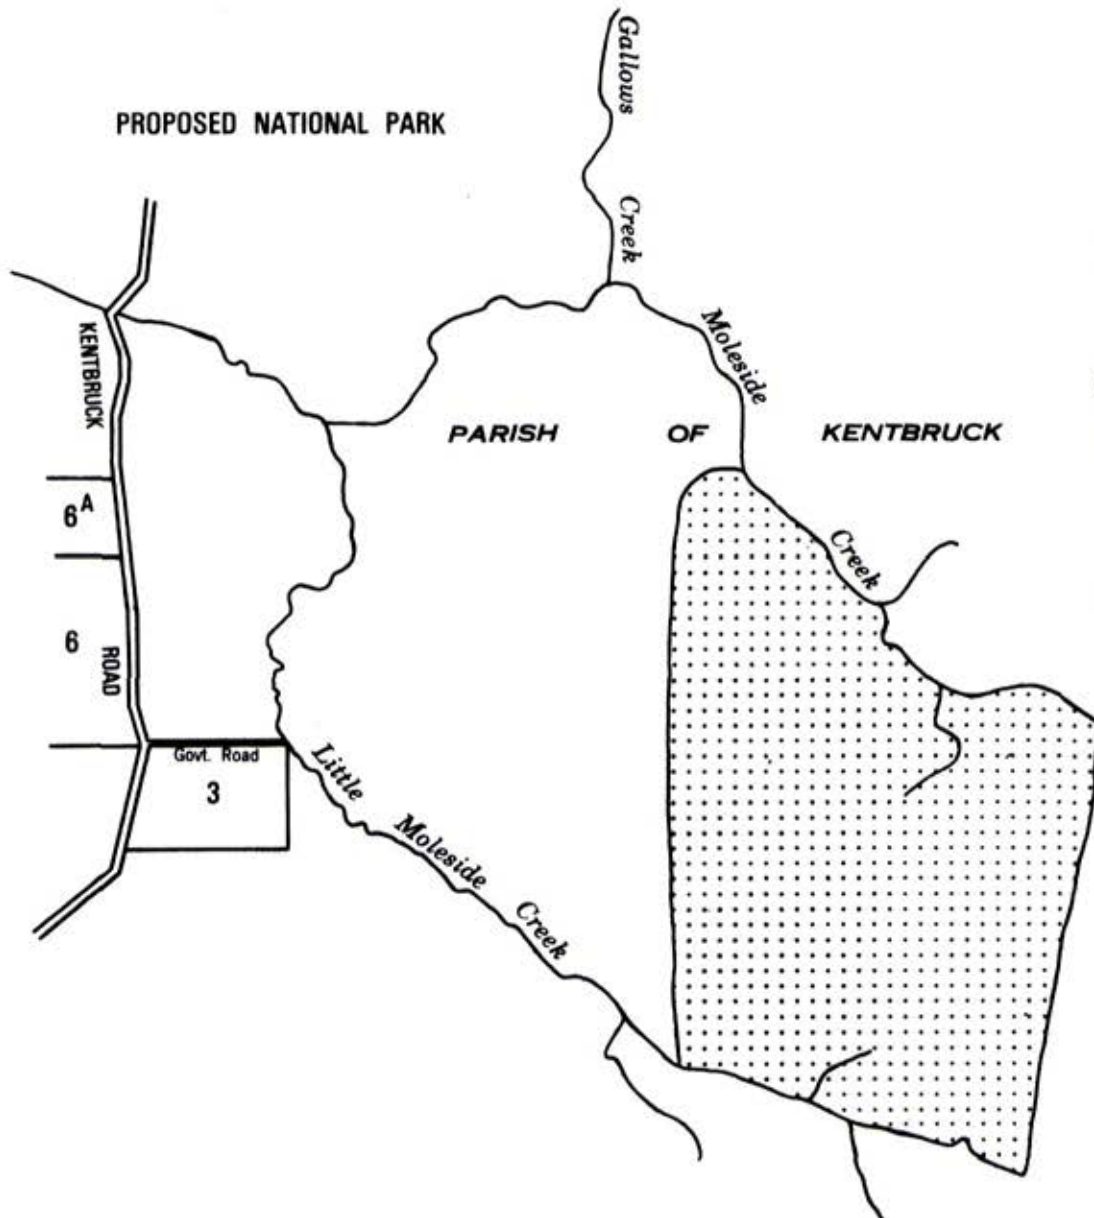 Gallows
Creek
PROPOSED NATIONAL PARK
Moleside
Creek
KENTBRUCK
ROAD
PARISH OF KENTBRUCK
6A
6
Govt. Road
3
Little
Moleside
Creek